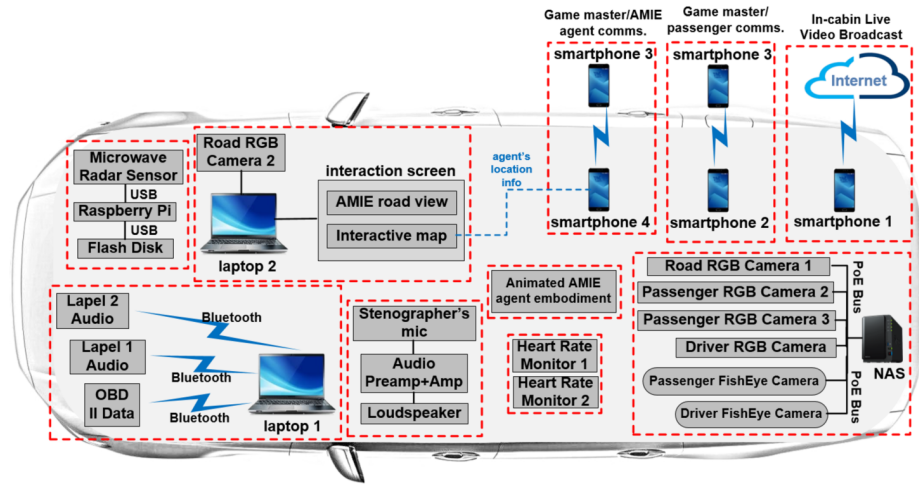 Game master/AMIE
agent comms.
Game master/
passenger comms.
In-cabin Live
Video Broadcast
smartphone 3
smartphone 3
Internet
Microwave
Radar Sensor
USB
Raspberry Pi
USB
Flash Disk
Road RGB
Camera 2
laptop 2
interaction screen
AMIE road view
Interactive map
agent's
location
info
smartphone 4
smartphone 2
smartphone 1
Lapel 2
Audio
Bluetooth
Lapel 1
Audio
Bluetooth
OBD
II Data
Bluetooth
laptop 1
Stenographer's
mic
Audio
Preamp+Amp
Loudspeaker
Animated AMIE
agent embodiment
Heart Rate
Monitor 1
Heart Rate
Monitor 2
Road RGB Camera 1
Passenger RGB Camera 2
Passenger RGB Camera 3
Driver RGB Camera
Passenger FishEye Camera
Driver FishEye Camera
PoE Bus
PoE Bus
NAS